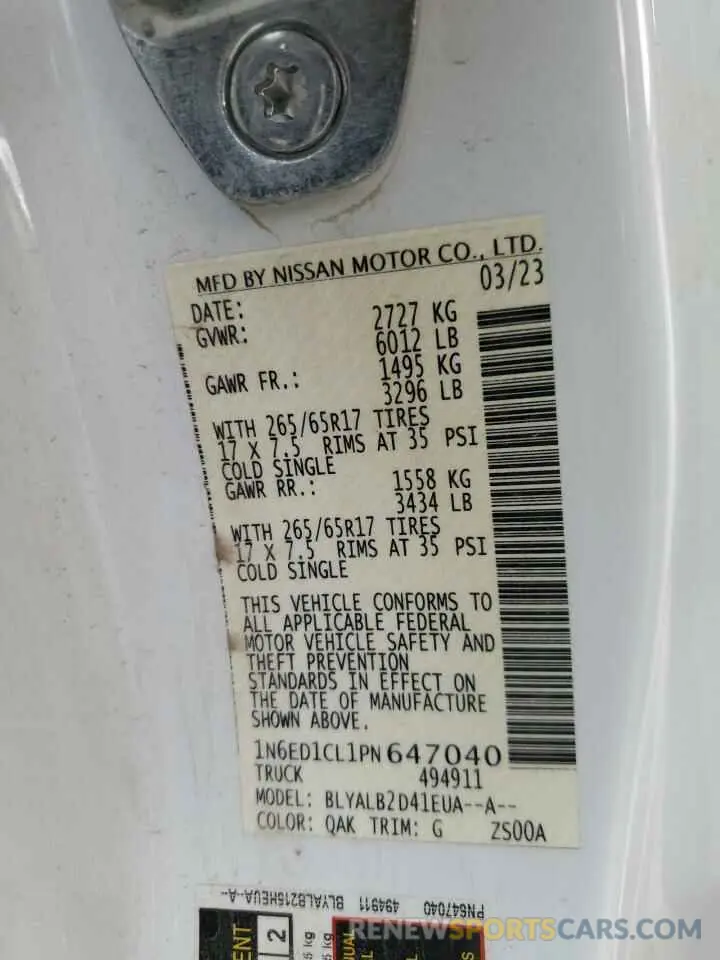 MFD BY NISSAN MOTOR CO., LTD.
DATE: 03/23
GVWR: 2727 KG
6012 LB
GAWR FR.: 1495 KG
3296 LB
WITH 265/65R17 TIRES
17 X 7.5 RIMS AT 35 PSI
COLD SINGLE
GAWR RR.: 1558 KG
3434 LB
WITH 265/65R17 TIRES
17 X 7.5 RIMS AT 35 PSI
COLD SINGLE
THIS VEHICLE CONFORMS TO
ALL APPLICABLE FEDERAL
MOTOR VEHICLE SAFETY AND
THEFT PREVENTION
STANDARDS IN EFFECT ON
THE DATE OF MANUFACTURE
SHOWN ABOVE.
1N6ED1CL1PN647040
TRUCK 494911
MODEL: BLYALB2D41EUA--A--
COLOR: QAK TRIM: G ZS00A
PN647040 494911
2
RENEWSPORTSCARS.COM